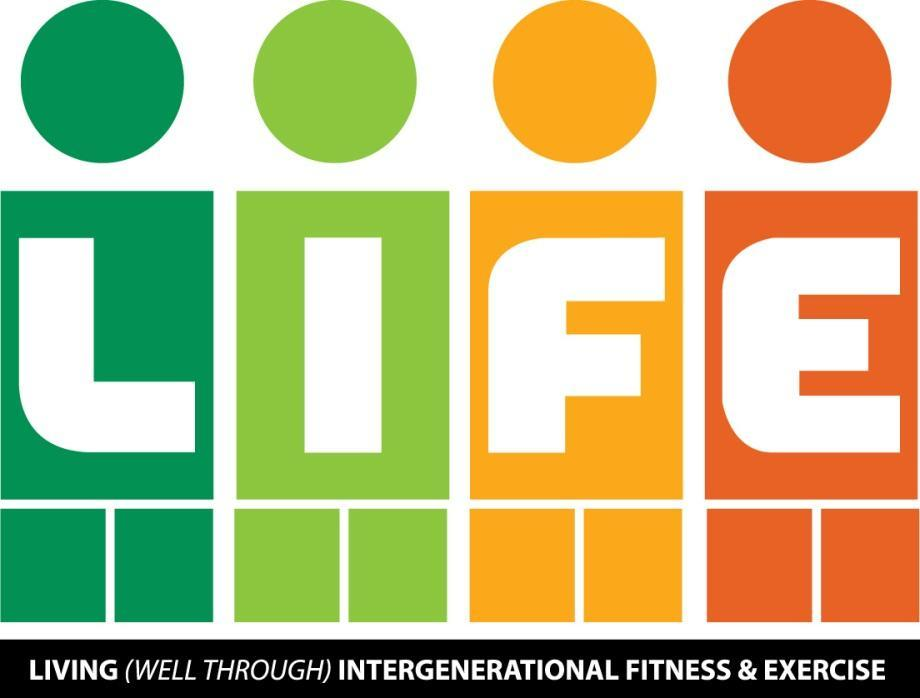 LIFE
LIVING (WELL THROUGH) INTERGENERATIONAL FITNESS & EXERCISE